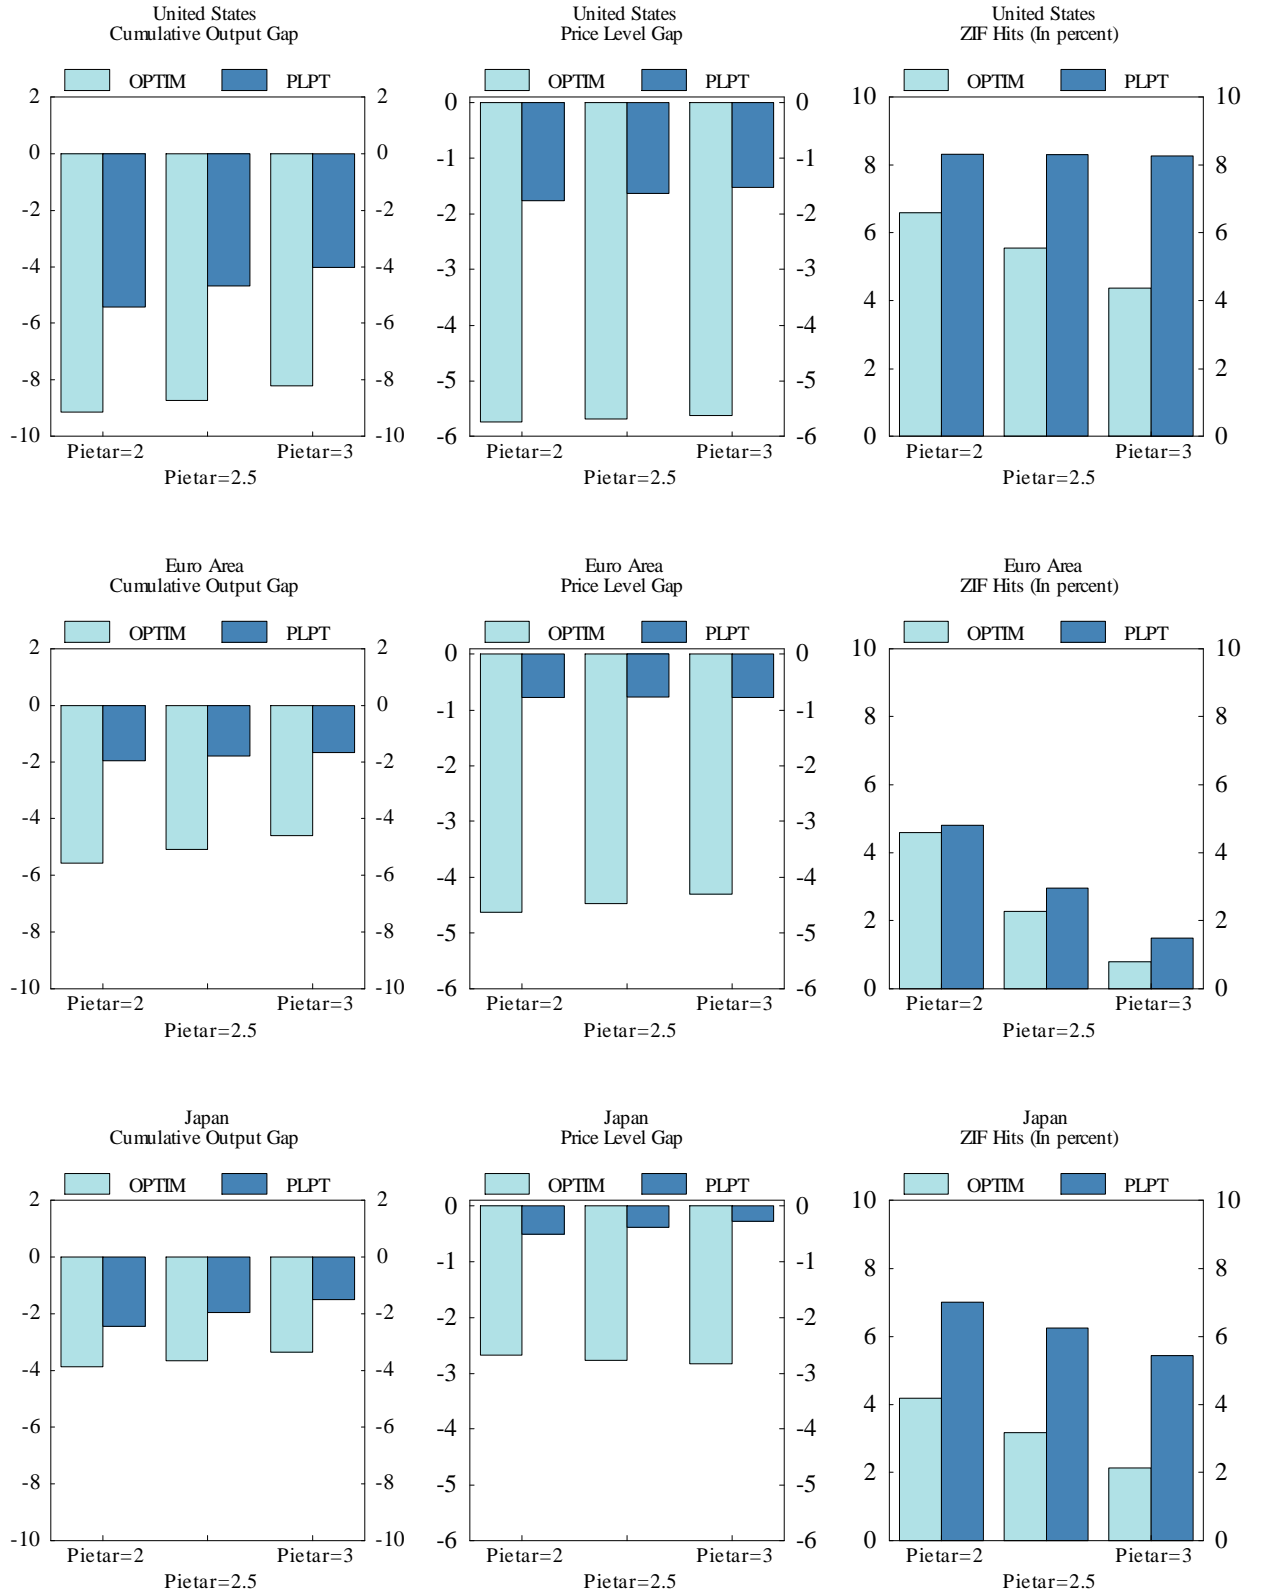 United States
Cumulative Output Gap
OPTIM PLPT
2 2
0 0
-2 -2
-4 -4
-6 -6
-8 -8
-10 -10
Pietar=2 Pietar=3
Pietar=2.5
United States
Price Level Gap
OPTIM PLPT
0 0
-1 -1
-2 -2
-3 -3
-4 -4
-5 -5
-6 -6
Pietar=2 Pietar=3
Pietar=2.5
United States
ZIF Hits (In percent)
OPTIM PLPT
10 10
8 8
6 6
4 4
2 2
0 0
Pietar=2 Pietar=3
Pietar=2.5
Euro Area
Cumulative Output Gap
OPTIM PLPT
2 2
0 0
-2 -2
-4 -4
-6 -6
-8 -8
-10 -10
Pietar=2 Pietar=3
Pietar=2.5
Euro Area
Price Level Gap
OPTIM PLPT
0 0
-1 -1
-2 -2
-3 -3
-4 -4
-5 -5
-6 -6
Pietar=2 Pietar=3
Pietar=2.5
Euro Area
ZIF Hits (In percent)
OPTIM PLPT
10 10
8 8
6 6
4 4
2 2
0 0
Pietar=2 Pietar=3
Pietar=2.5
Japan
Cumulative Output Gap
OPTIM PLPT
2 2
0 0
-2 -2
-4 -4
-6 -6
-8 -8
-10 -10
Pietar=2 Pietar=3
Pietar=2.5
Japan
Price Level Gap
OPTIM PLPT
0 0
-1 -1
-2 -2
-3 -3
-4 -4
-5 -5
-6 -6
Pietar=2 Pietar=3
Pietar=2.5
Japan
ZIF Hits (In percent)
OPTIM PLPT
10 10
8 8
6 6
4 4
2 2
0 0
Pietar=2 Pietar=3
Pietar=2.5